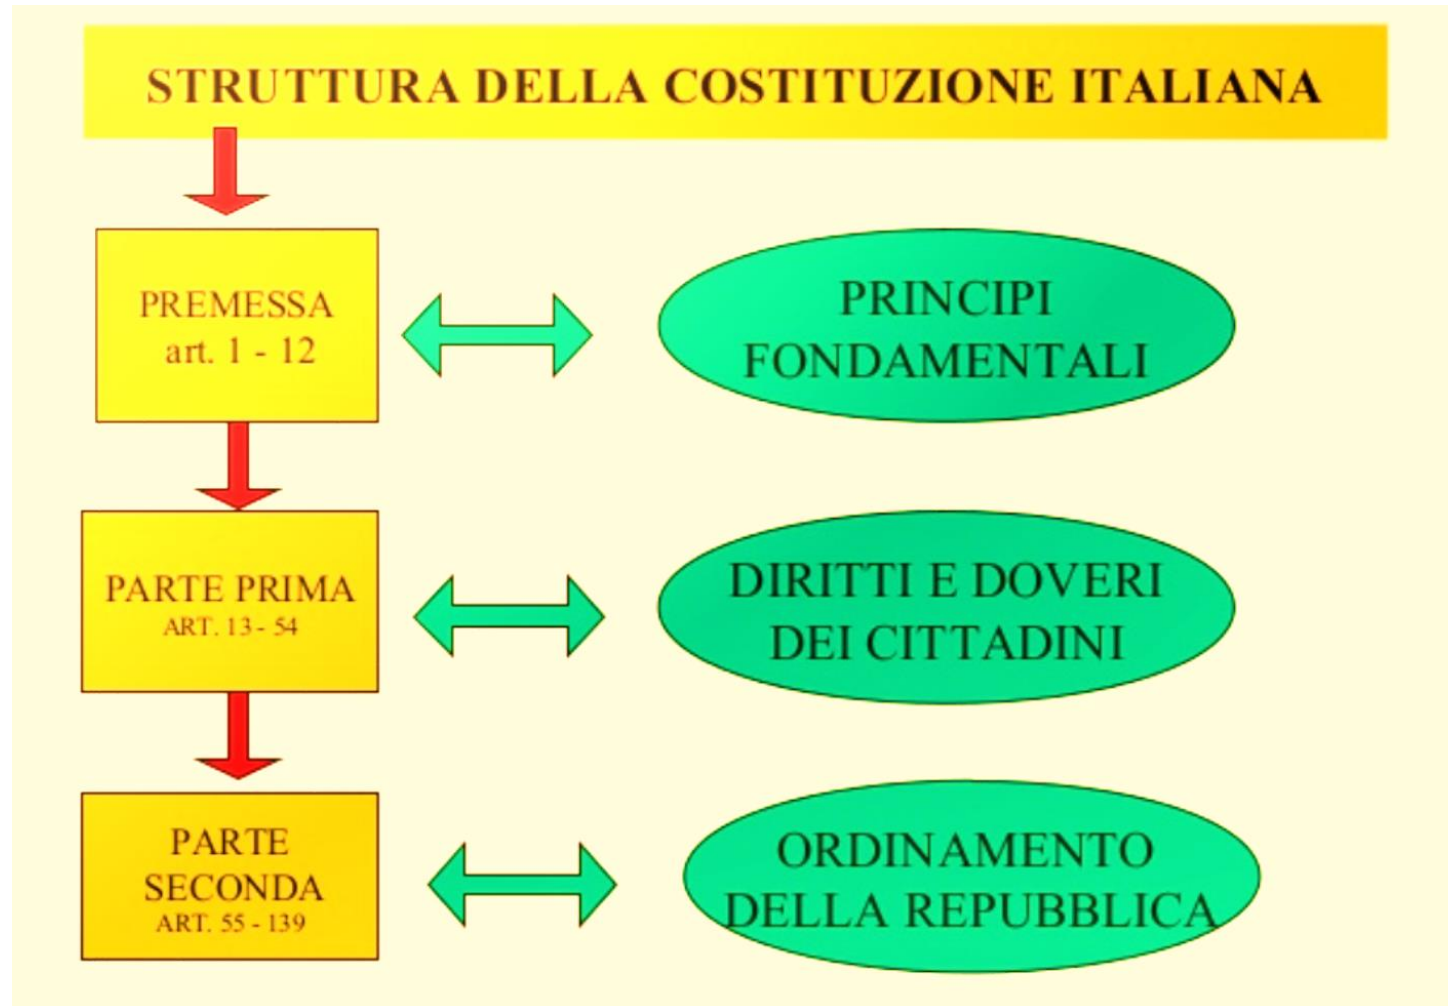 STRUTTURA DELLA COSTITUZIONE ITALIANA
PREMESSA
art. 1 - 12
PRINCIPI
FONDAMENTALI
PARTE PRIMA
ART. 13 - 54
DIRITTI E DOVERI
DEI CITTADINI
PARTE
SECONDA
ART. 55 - 139
ORDINAMENTO
DELLA REPUBBLICA